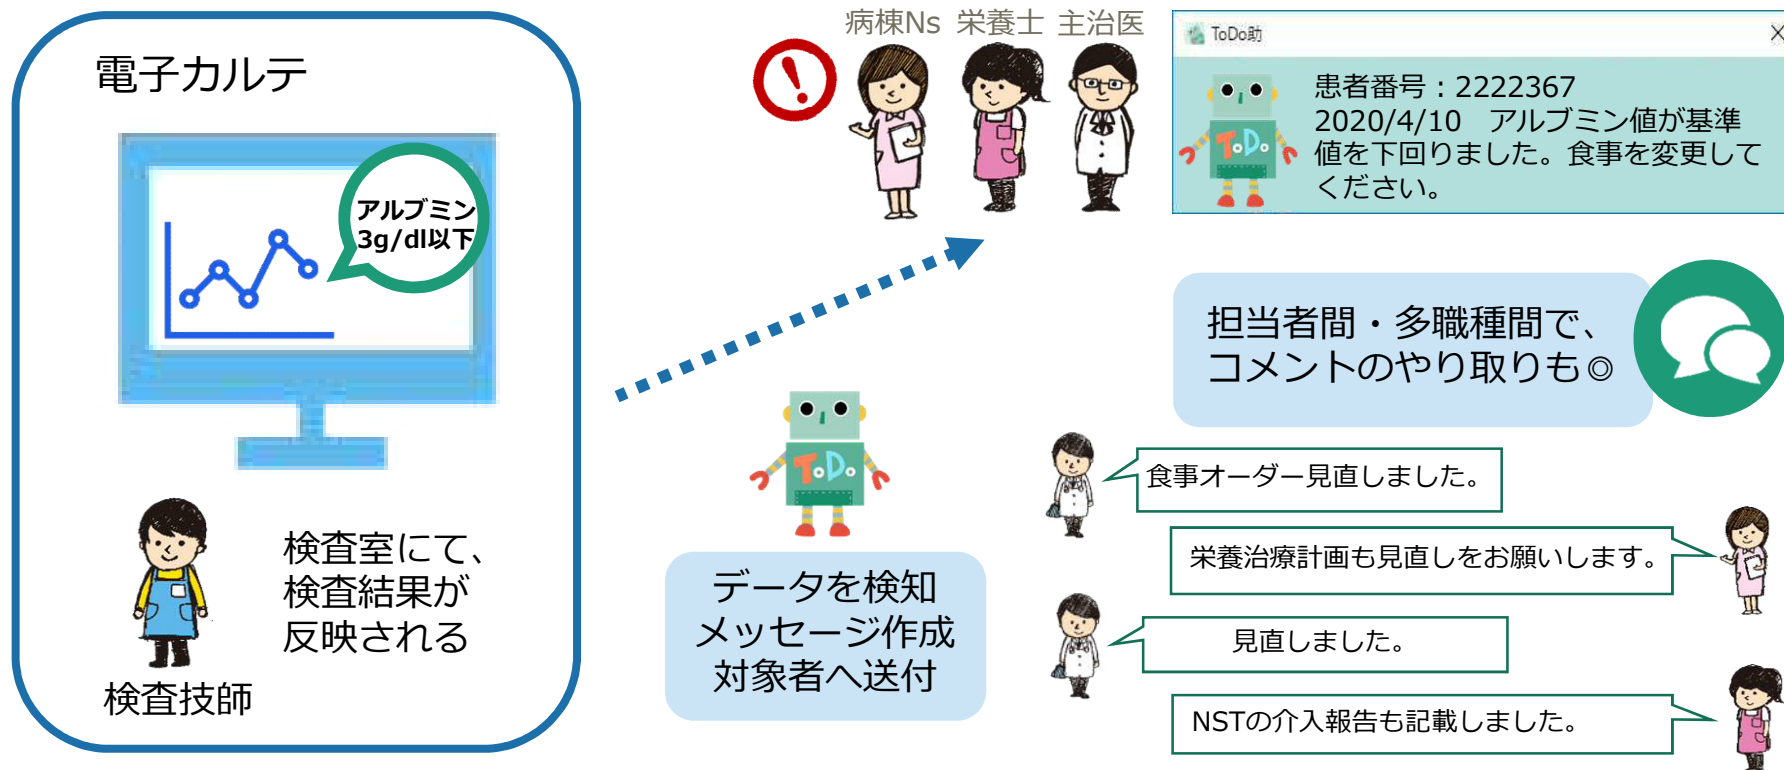 電子カルテ
アルブミン
3g/dl以下
検査室にて、
検査結果が
反映される
検査技師
病棟Ns 栄養士 主治医
ToDo助
ToDo
患者番号：2222367
2020/4/10　アルブミン値が基準
値を下回りました。食事を変更して
ください。
ToDo
データを検知
メッセージ作成
対象者へ送付
担当者間・多職種間で、
コメントのやり取りも◎
食事オーダー見直しました。
栄養治療計画も見直しをお願いします。
見直しました。
NSTの介入報告も記載しました。